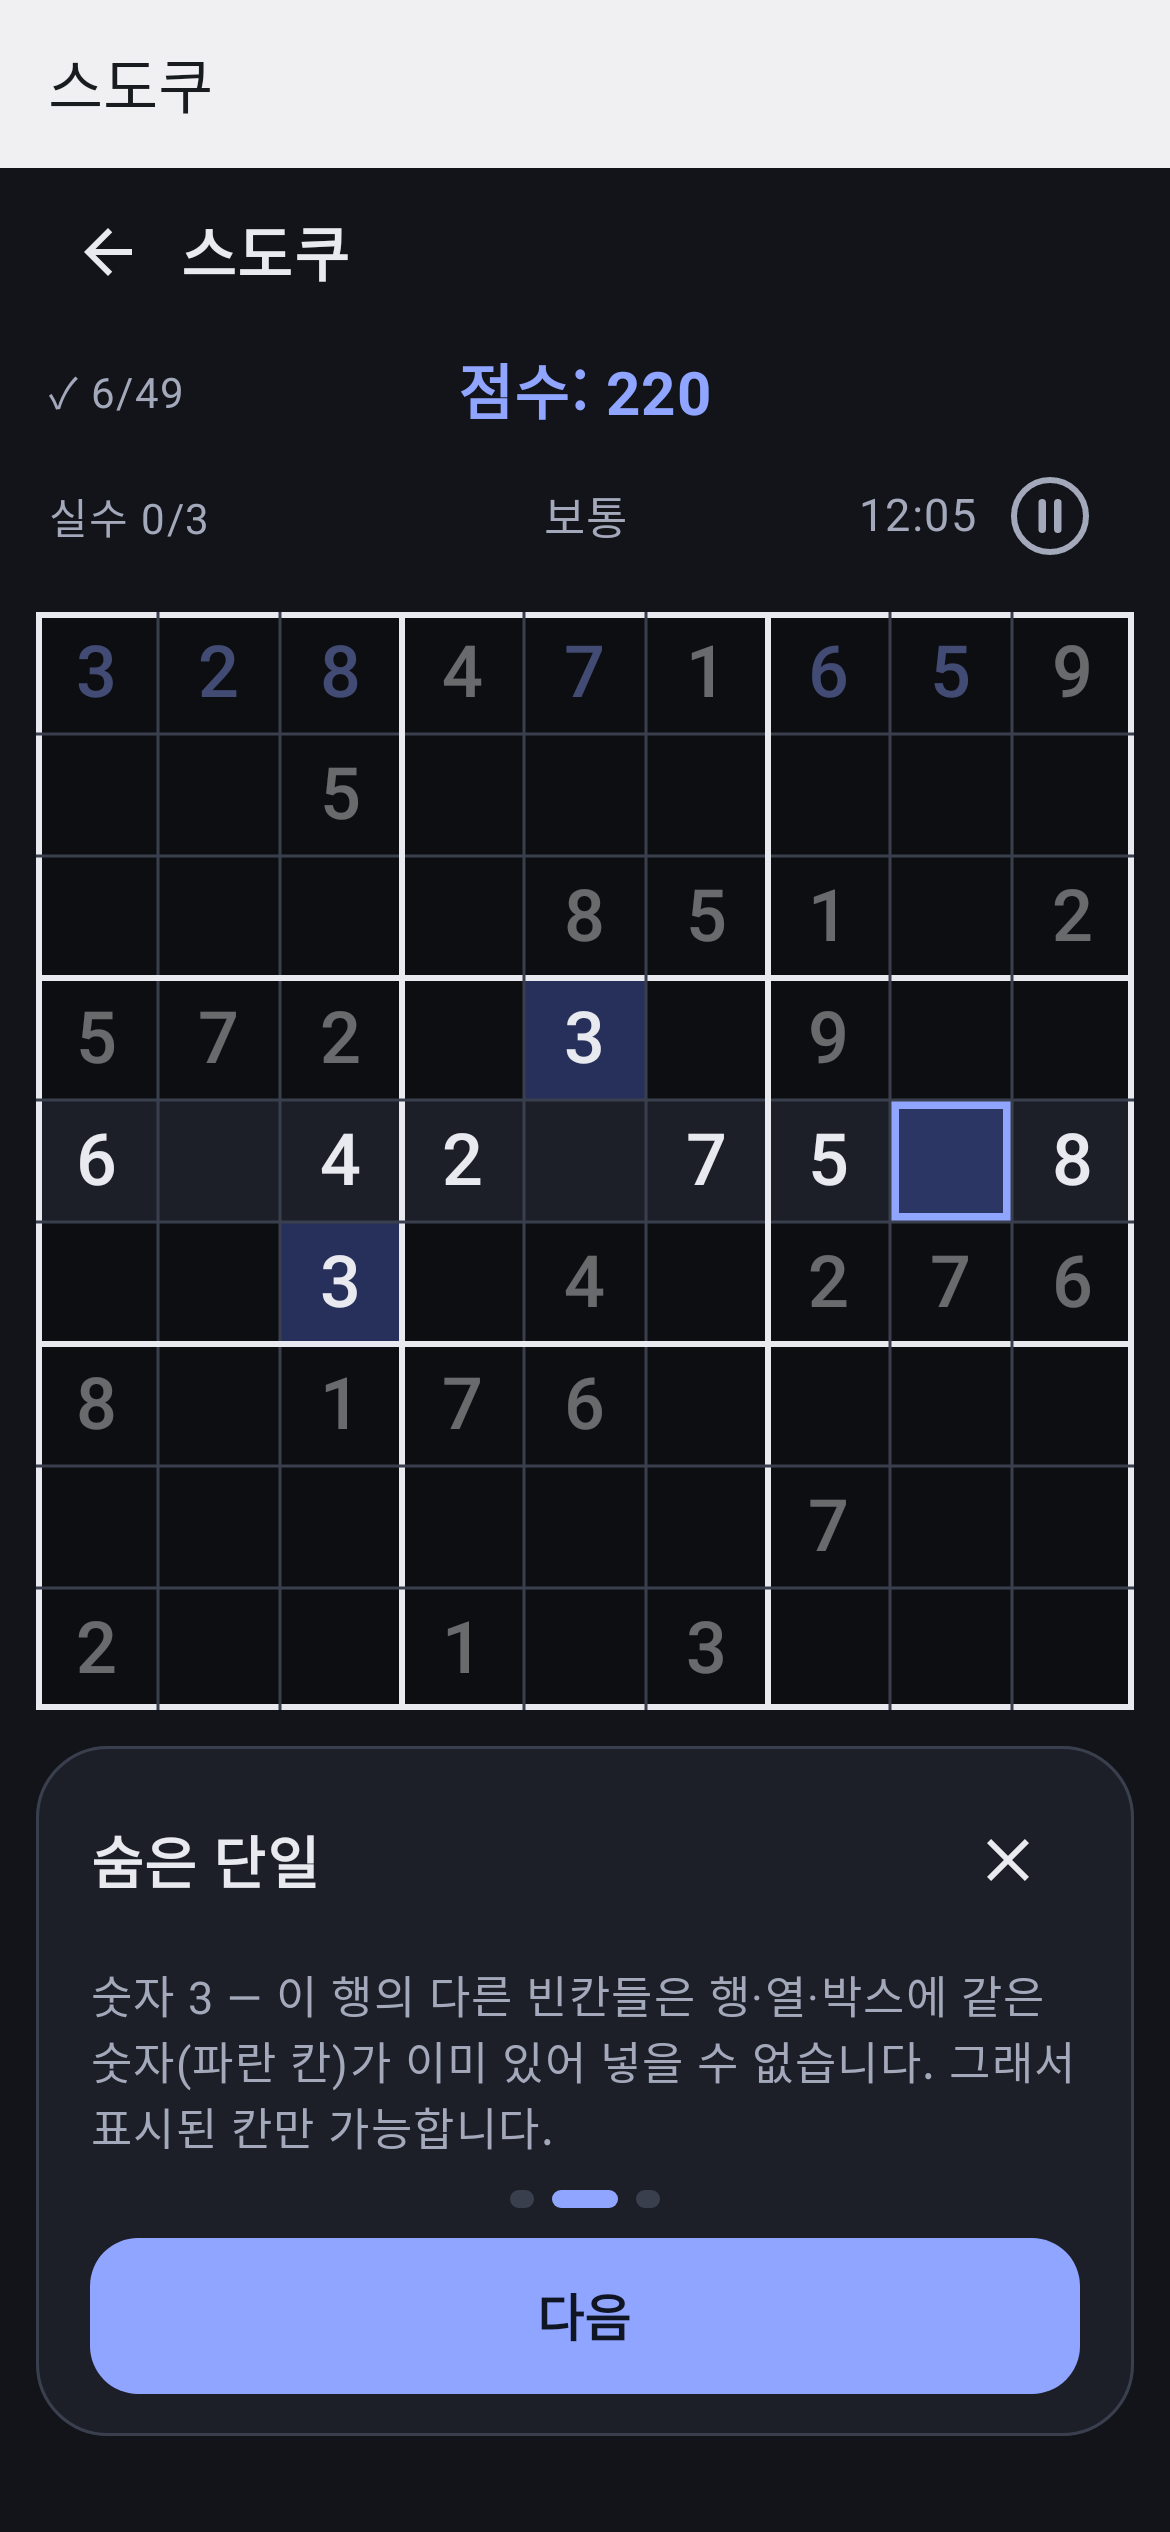 스도쿠
스도쿠
✓ 6/49
점수: 220
실수 0/3
보통
12:05
3 2 8 4 7 1 6 5 9
5
8 5 1 2
5 7 2 3 9
6 4 2 7 5 8
3 4 2 7 6
8 1 7 6
7
2 1 3
숨은 단일
숫자 3 – 이 행의 다른 빈칸들은 행·열·박스에 같은
숫자(파란 칸)가 이미 있어 넣을 수 없습니다. 그래서
표시된 칸만 가능합니다.
다음